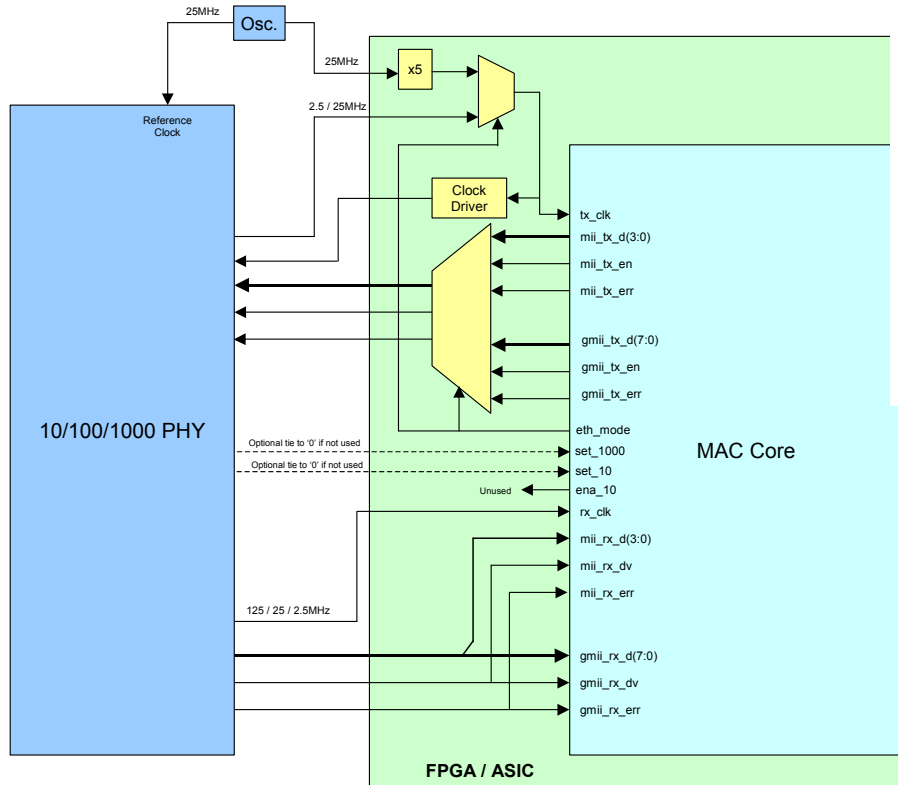 25MHz
Osc.
25MHz
x5
2.5 / 25MHz
Reference
Clock
Clock
Driver
tx_clk
mii_tx_d(3:0)
mii_tx_en
mii_tx_err
gmii_tx_d(7:0)
gmii_tx_en
gmii_tx_err
10/100/1000 PHY
eth_mode
MAC Core
Optional tie to ‘0’ if not used
set_1000
Optional tie to ‘0’ if not used
set_10
Unused
ena_10
rx_clk
mii_rx_d(3:0)
mii_rx_dv
mii_rx_err
125 / 25 / 2.5MHz
gmii_rx_d(7:0)
gmii_rx_dv
gmii_rx_err
FPGA / ASIC